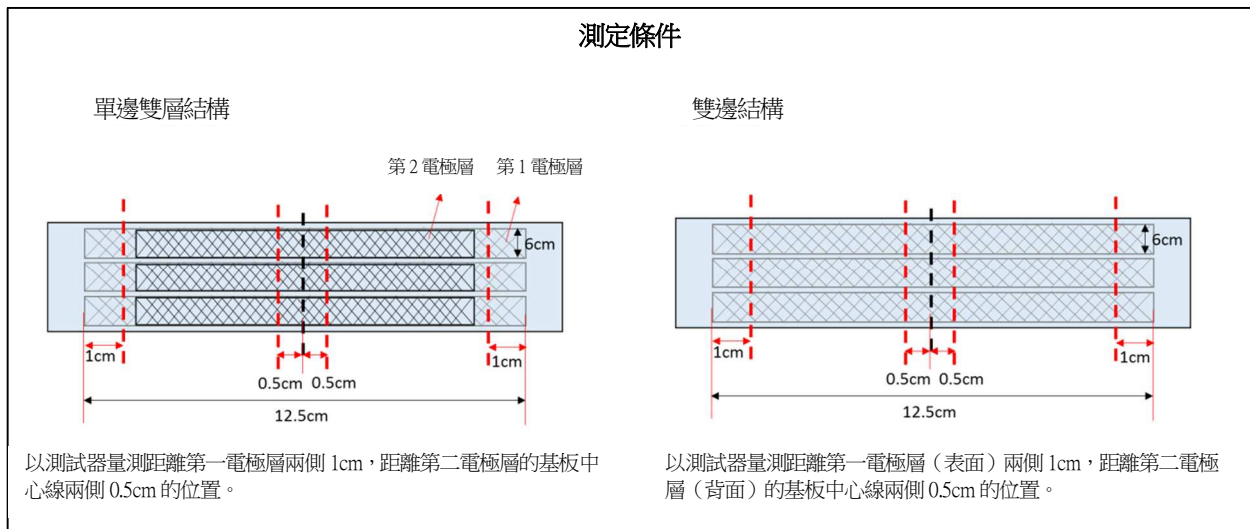 測定條件
單邊雙層結構
雙邊結構
第 2 電極層
第 1 電極層
6cm
1cm
1cm
0.5cm
0.5cm
12.5cm
6cm
1cm
1cm
0.5cm
0.5cm
12.5cm
以測試器量測距離第一電極層兩側 1cm，距離第二電極層的基板中
心線兩側 0.5cm 的位置。
以測試器量測距離第一電極層（表面）兩側 1cm，距離第二電極
層（背面）的基板中心線兩側 0.5cm 的位置。